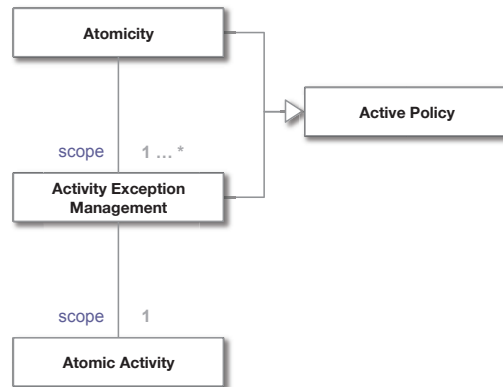 Atomicity
Active Policy
scope 1 ... *
Activity Exception
Management
scope 1
Atomic Activity